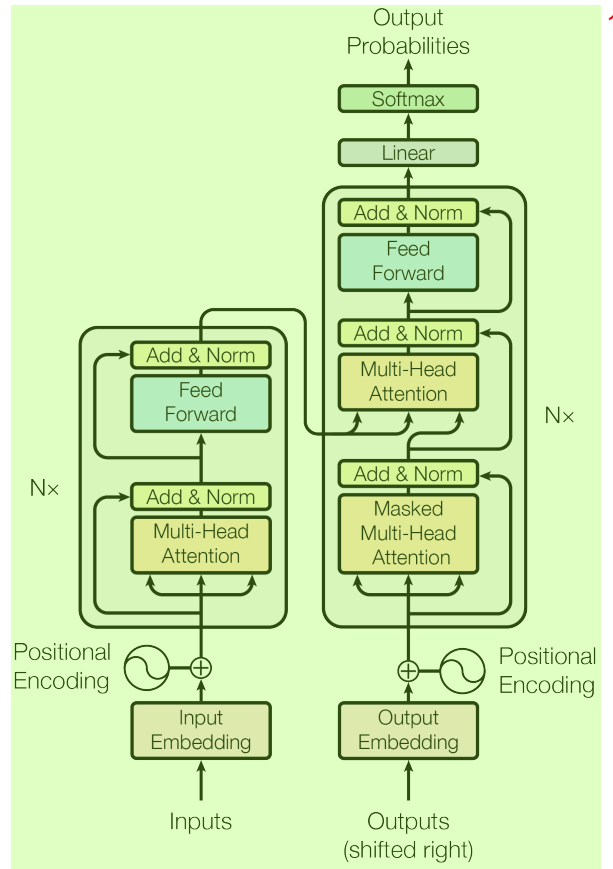 Output
Probabilities
Softmax
Linear
Add & Norm
Feed
Forward
Add & Norm
Multi-Head
Attention
Add & Norm
Masked
Multi-Head
Attention
N×
Add & Norm
Feed
Forward
Add & Norm
Multi-Head
Attention
N×
Positional
Encoding
Positional
Encoding
Input
Embedding
Output
Embedding
Inputs
Outputs
(shifted right)